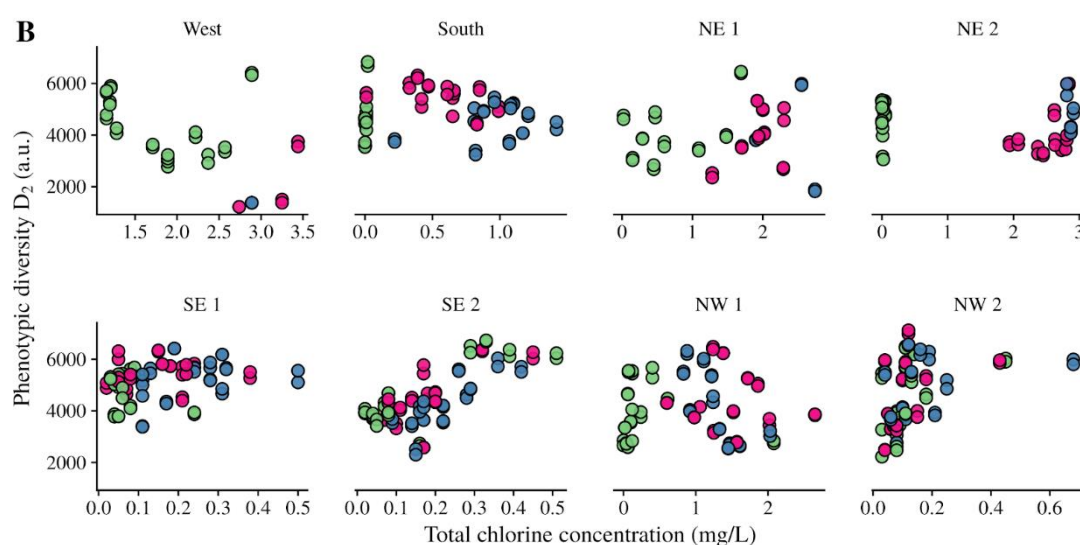 B
West South NE 1 NE 2
6000
4000
2000
1.5 2.0 2.5 3.0 3.5 0.0 0.5 1.0 0 1 2 0 1 2 3
Phenotypic diversity D2 (a.u.)
SE 1 SE 2 NW 1 NW 2
6000
4000
2000
0.0 0.1 0.2 0.3 0.4 0.5 0.0 0.1 0.2 0.3 0.4 0.5 0 1 2 0.0 0.2 0.4 0.6
Total chlorine concentration (mg/L)